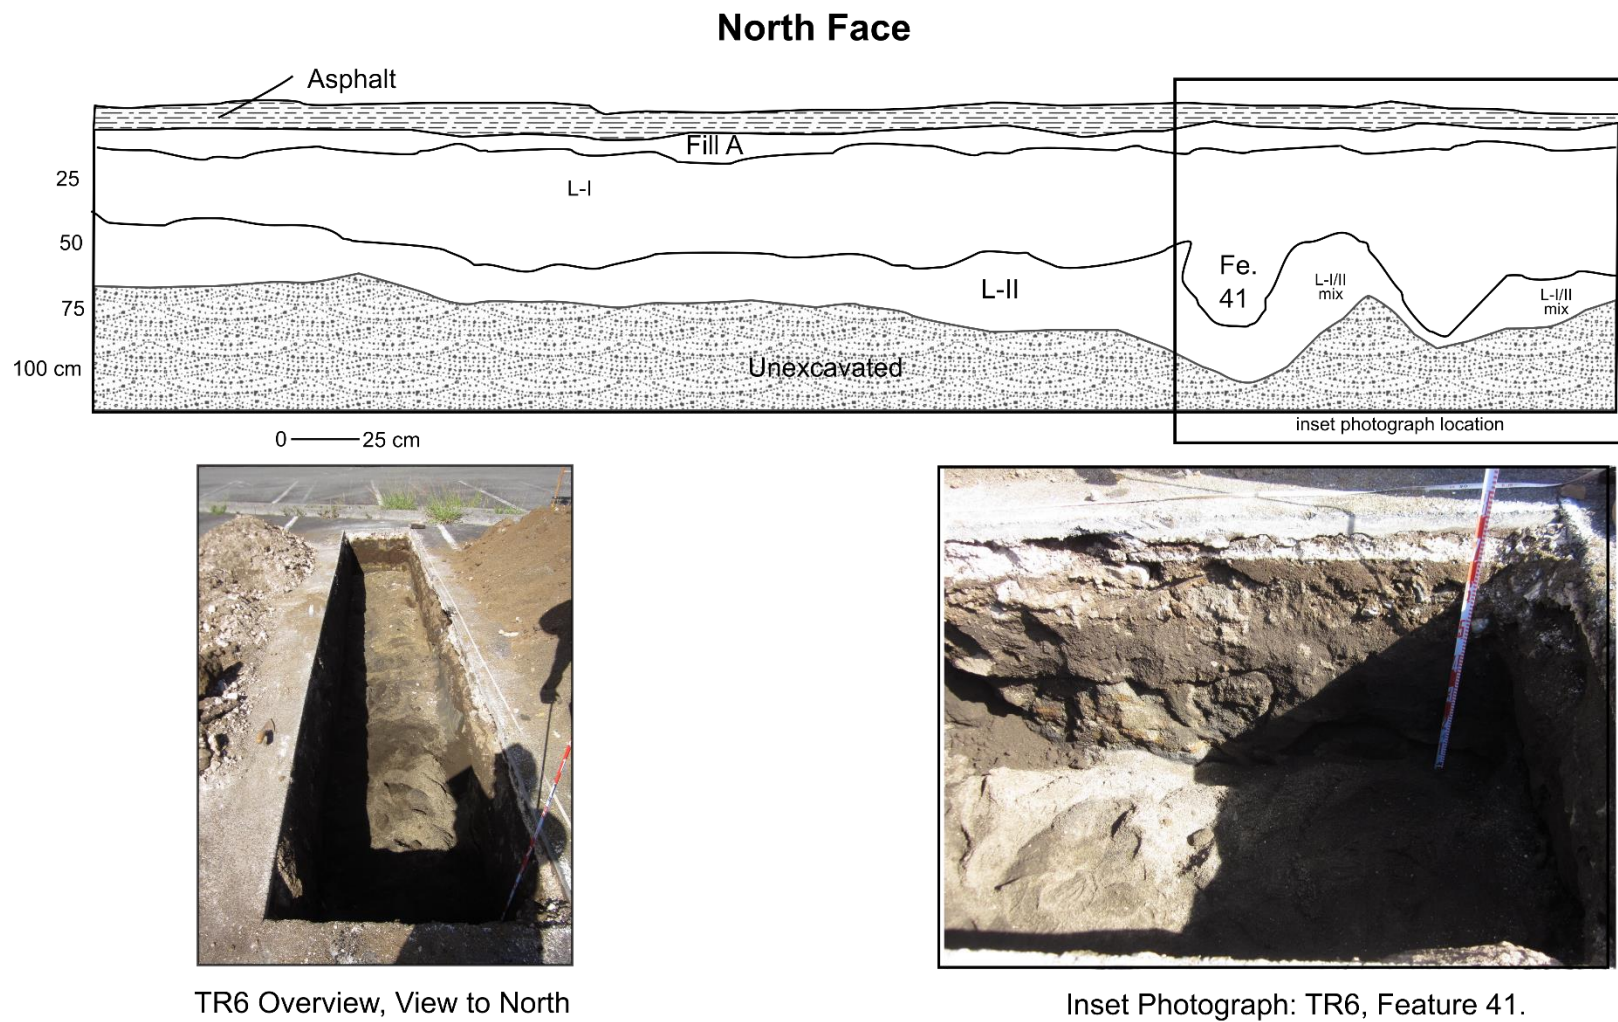 North Face
Asphalt
Fill A
25
L-I
50
Fe.
41
L-II
L-I/II
mix
L-I/II
mix
75
100 cm
Unexcavated
inset photograph location
0
25 cm
TR6 Overview, View to North
Inset Photograph: TR6, Feature 41.